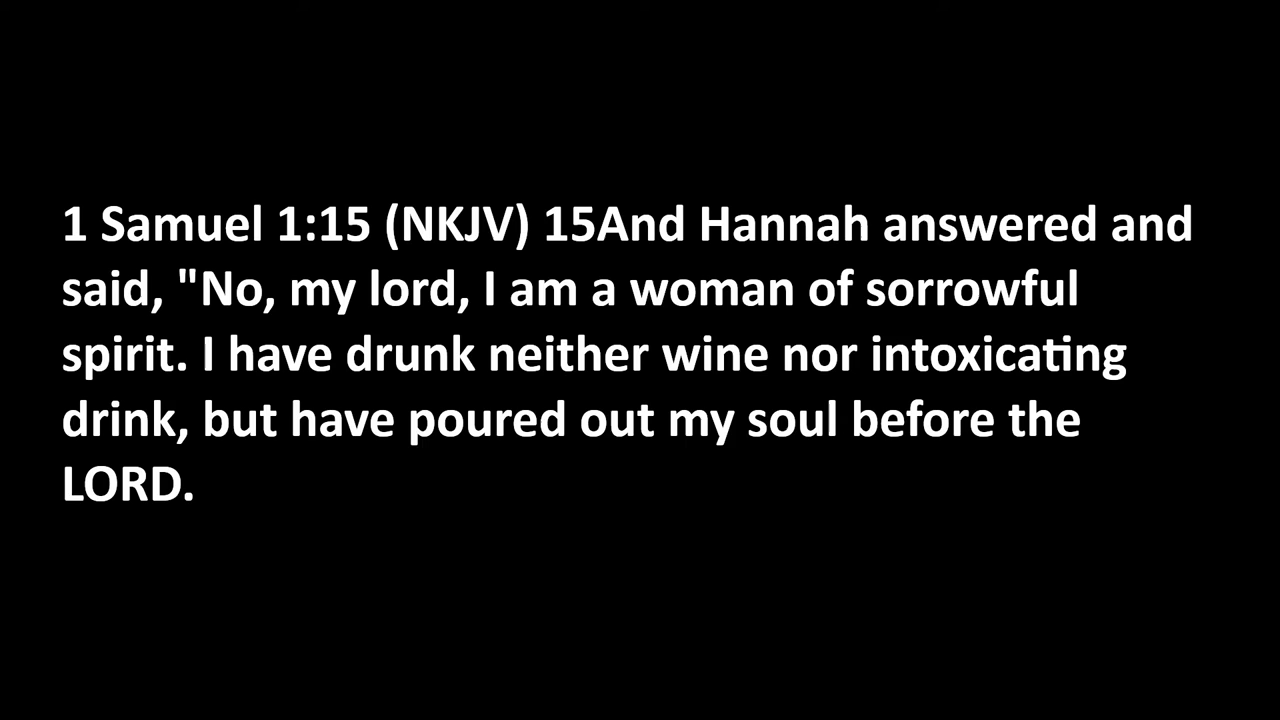 1 Samuel 1:15 (NKJV) 15And Hannah answered and
said, "No, my lord, I am a woman of sorrowful
spirit. I have drunk neither wine nor intoxicating
drink, but have poured out my soul before the
LORD.